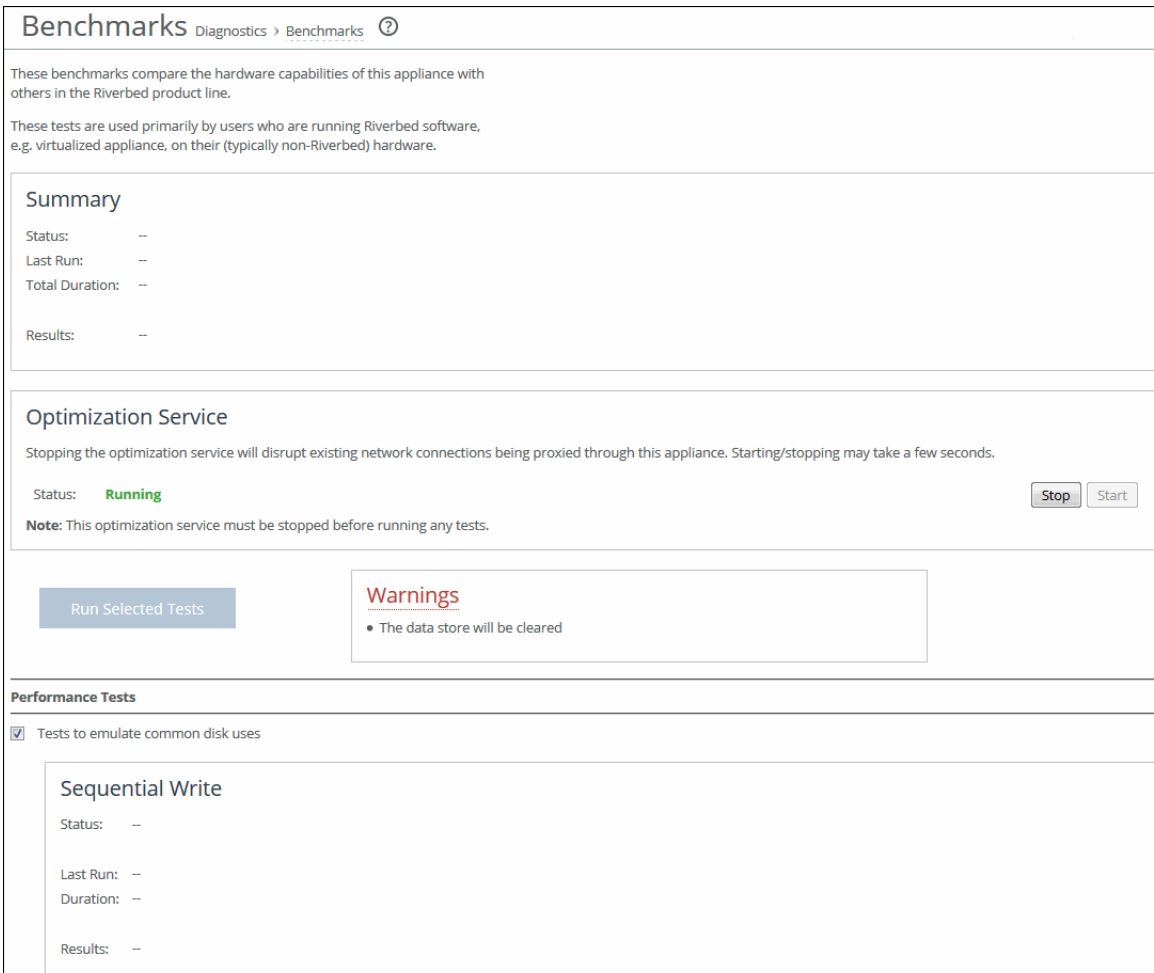 Benchmarks Diagnostics › Benchmarks ?
These benchmarks compare the hardware capabilities of this appliance with
others in the Riverbed product line.
These tests are used primarily by users who are running Riverbed software,
e.g. virtualized appliance, on their (typically non-Riverbed) hardware.
Summary
Status: --
Last Run: --
Total Duration: --
Results: --
Optimization Service
Stopping the optimization service will disrupt existing network connections being proxied through this appliance. Starting/stopping may take a few seconds.
Status: Running
Stop Start
Note: This optimization service must be stopped before running any tests.
Run Selected Tests
Warnings
• The data store will be cleared
Performance Tests
Tests to emulate common disk uses
Sequential Write
Status: --
Last Run: --
Duration: --
Results: --